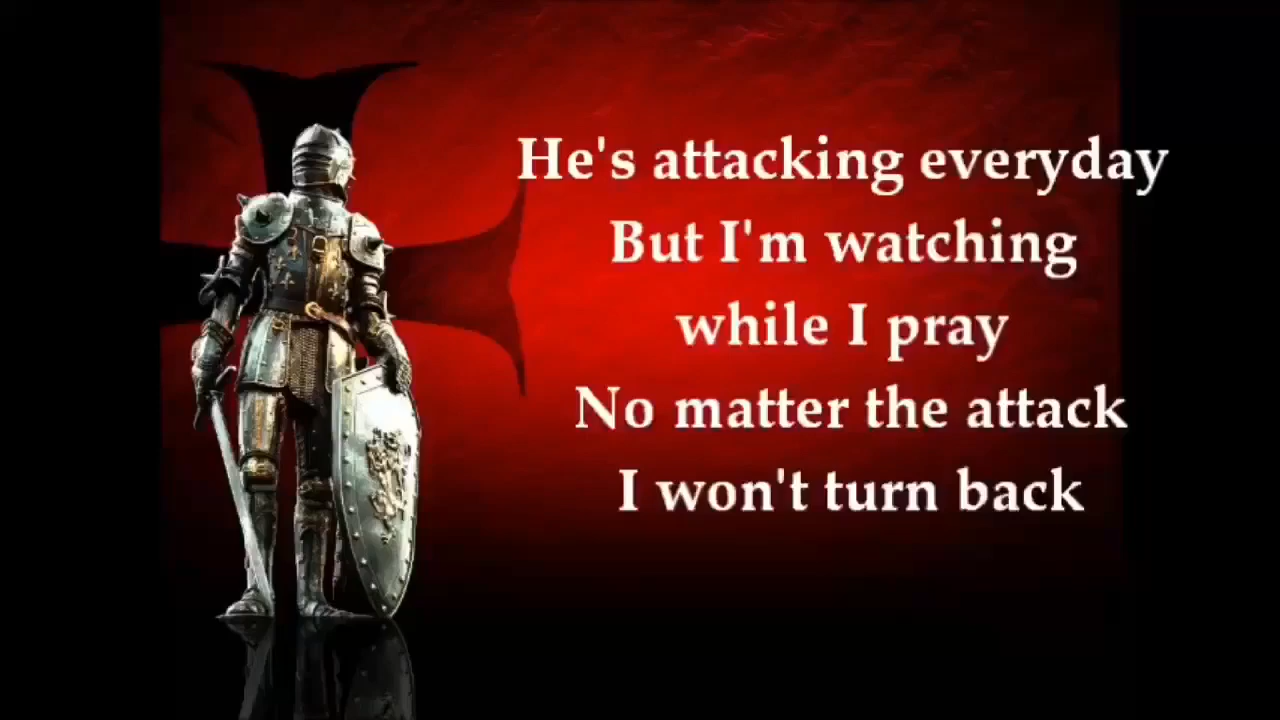 He's attacking everyday
But I'm watching
while I pray
No matter the attack
I won't turn back